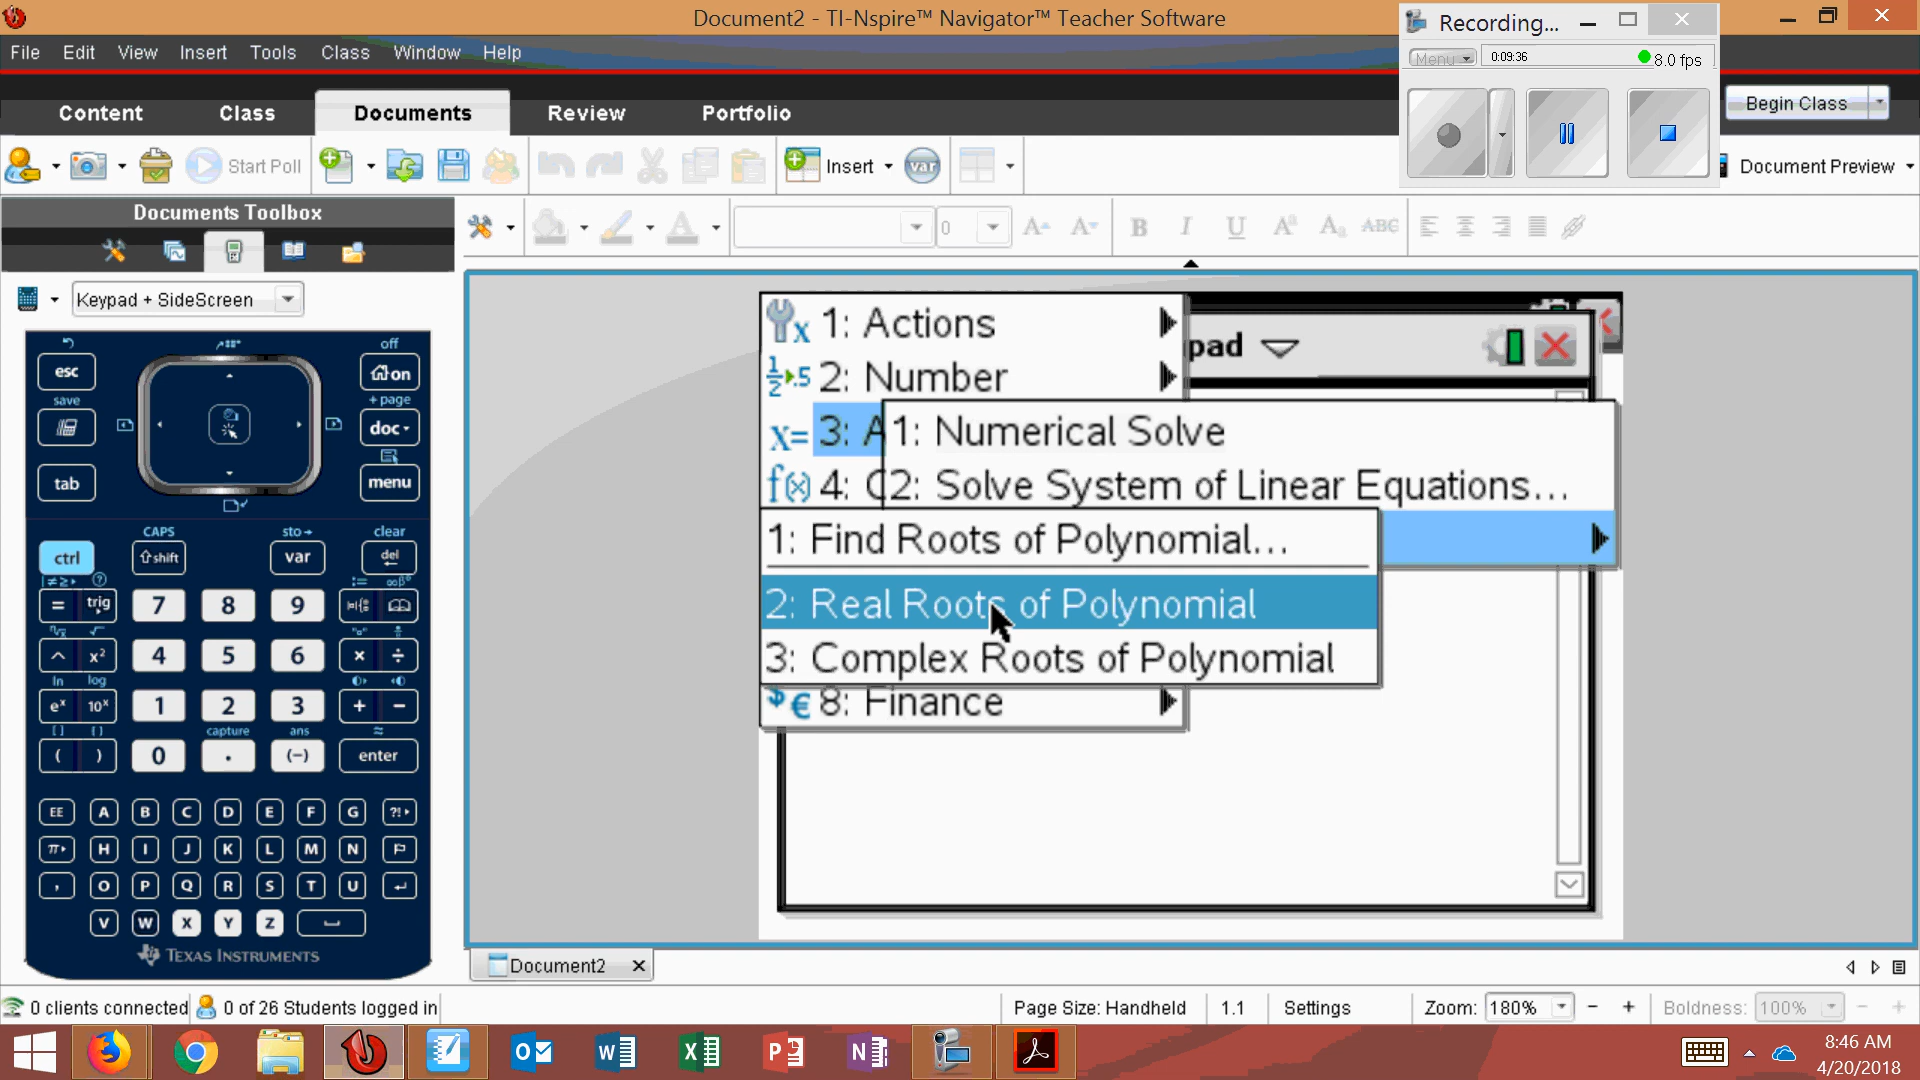 Document2 - TI-Nspire™ Navigator™ Teacher Software
File Edit View Insert Tools Class Window Help
Recording...
Menu 0:09:36 8.0 fps
Content Class Documents Review Portfolio
Begin Class
Start Poll Insert var
Document Preview
Documents Toolbox
0 B I U ABC
Keypad + SideScreen
off
esc on
save + page
doc
tab menu
CAPS sto→ clear
ctrl shift var del
= trig 7 8 9
^ x² 4 5 6 × ÷
ln log
eˣ 10ˣ 1 2 3 + −
capture ans
( ) 0 . (−) enter
EE A B C D E F G ?!
π H I J K L M N
, O P Q R S T U
V W X Y Z
TEXAS INSTRUMENTS
1: Actions
2: Number
3: A
4: C
8: Finance
pad
1: Numerical Solve
2: Solve System of Linear Equations...
1: Find Roots of Polynomial...
2: Real Roots of Polynomial
3: Complex Roots of Polynomial
Document2
0 clients connected 0 of 26 Students logged in Page Size: Handheld 1.1 Settings Zoom: 180% − + Boldness: 100% − +
8:46 AM
4/20/2018